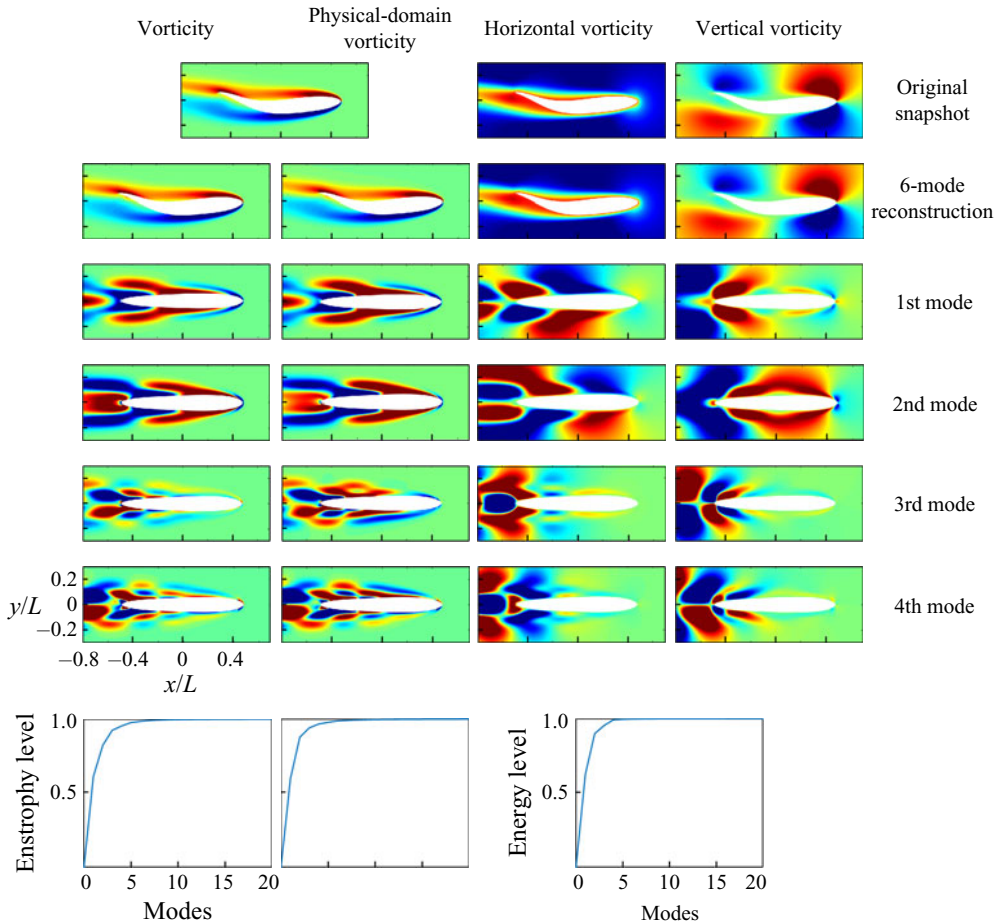 Vorticity
Physical-domain
vorticity
Horizontal vorticity
Vertical vorticity
Original
snapshot
6-mode
reconstruction
1st mode
2nd mode
3rd mode
4th mode
0.2
0
−0.2
y/L
−0.8
−0.4
0
0.4
x/L
Enstrophy level
1.0
0.5
0
5
10
15
20
Modes
Energy level
1.0
0.5
0
5
10
15
20
Modes